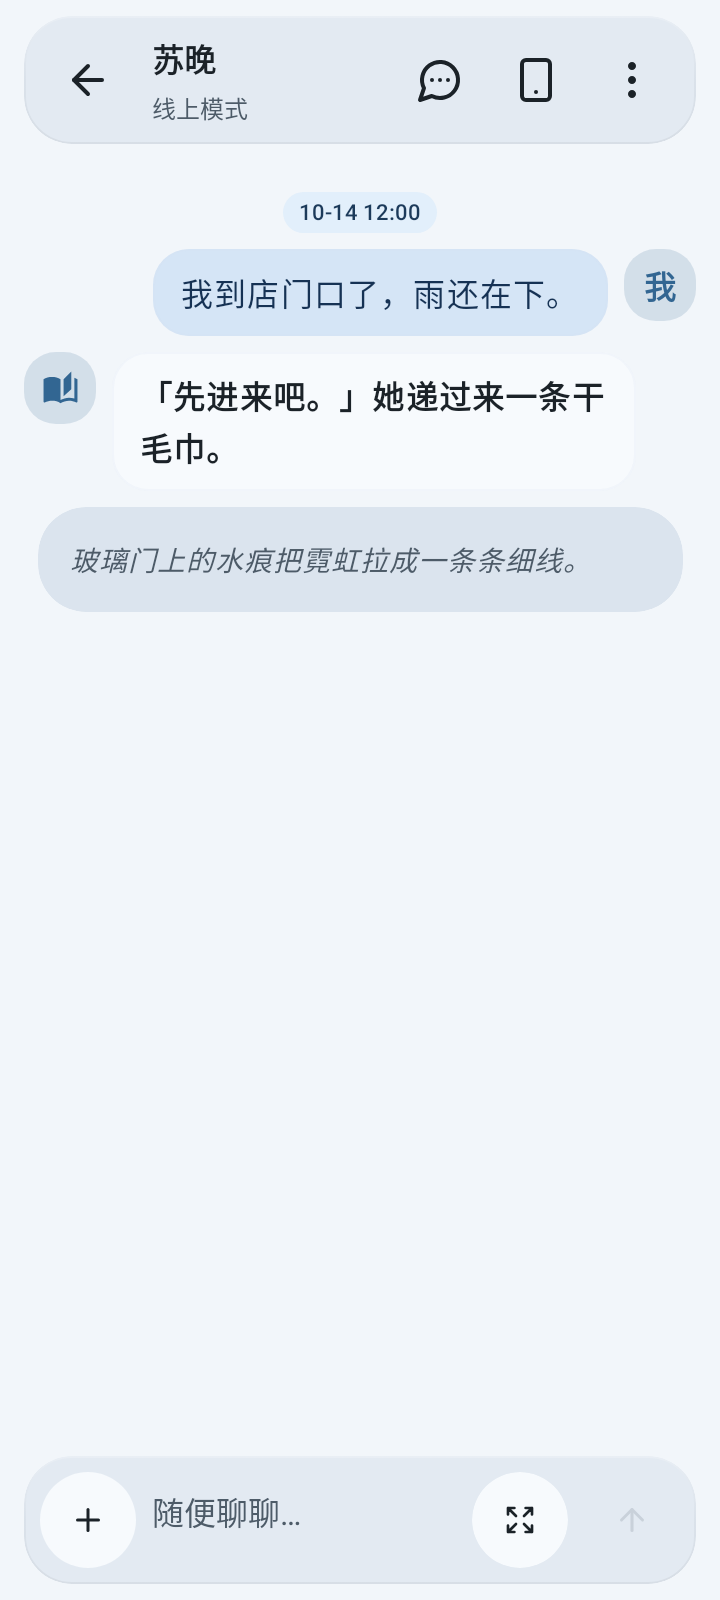 苏晚
线上模式
10-14 12:00
我到店门口了，雨还在下。
我
「先进来吧。」她递过来一条干
毛巾。
玻璃门上的水痕把霓虹拉成一条条细线。
随便聊聊…